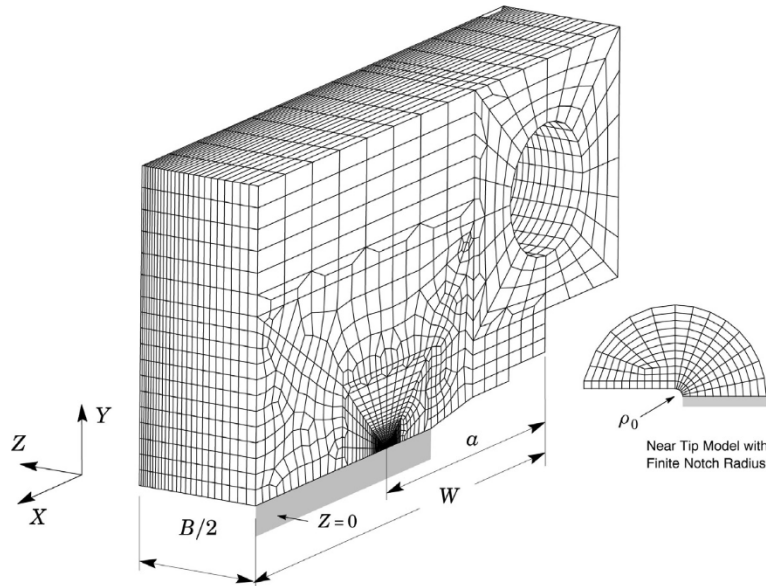 Y
Z
X
B/2
Z=0
a
W
ρ₀
Near Tip Model with
Finite Notch Radius